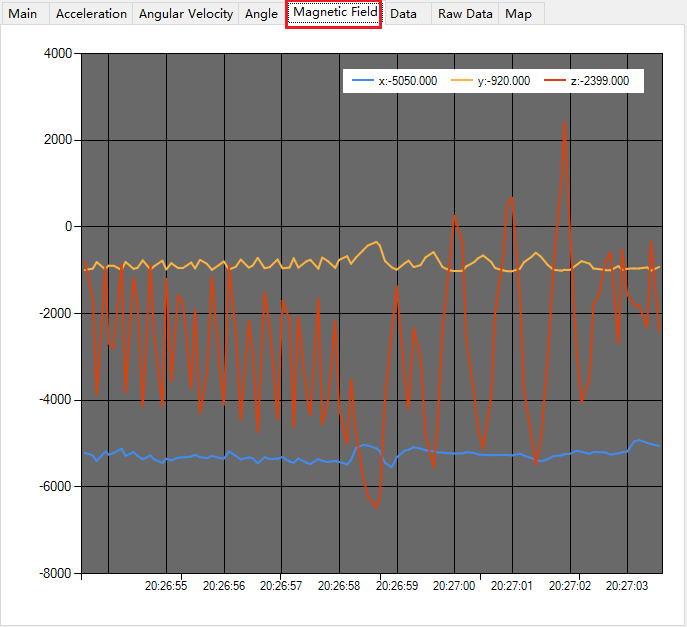 Main Acceleration Angular Velocity Angle Magnetic Field Data Raw Data Map
4000
x:-5050.000 y:-920.000 z:-2399.000
2000
0
-2000
-4000
-6000
-8000
20:26:55 20:26:56 20:26:57 20:26:58 20:26:59 20:27:00 20:27:01 20:27:02 20:27:03